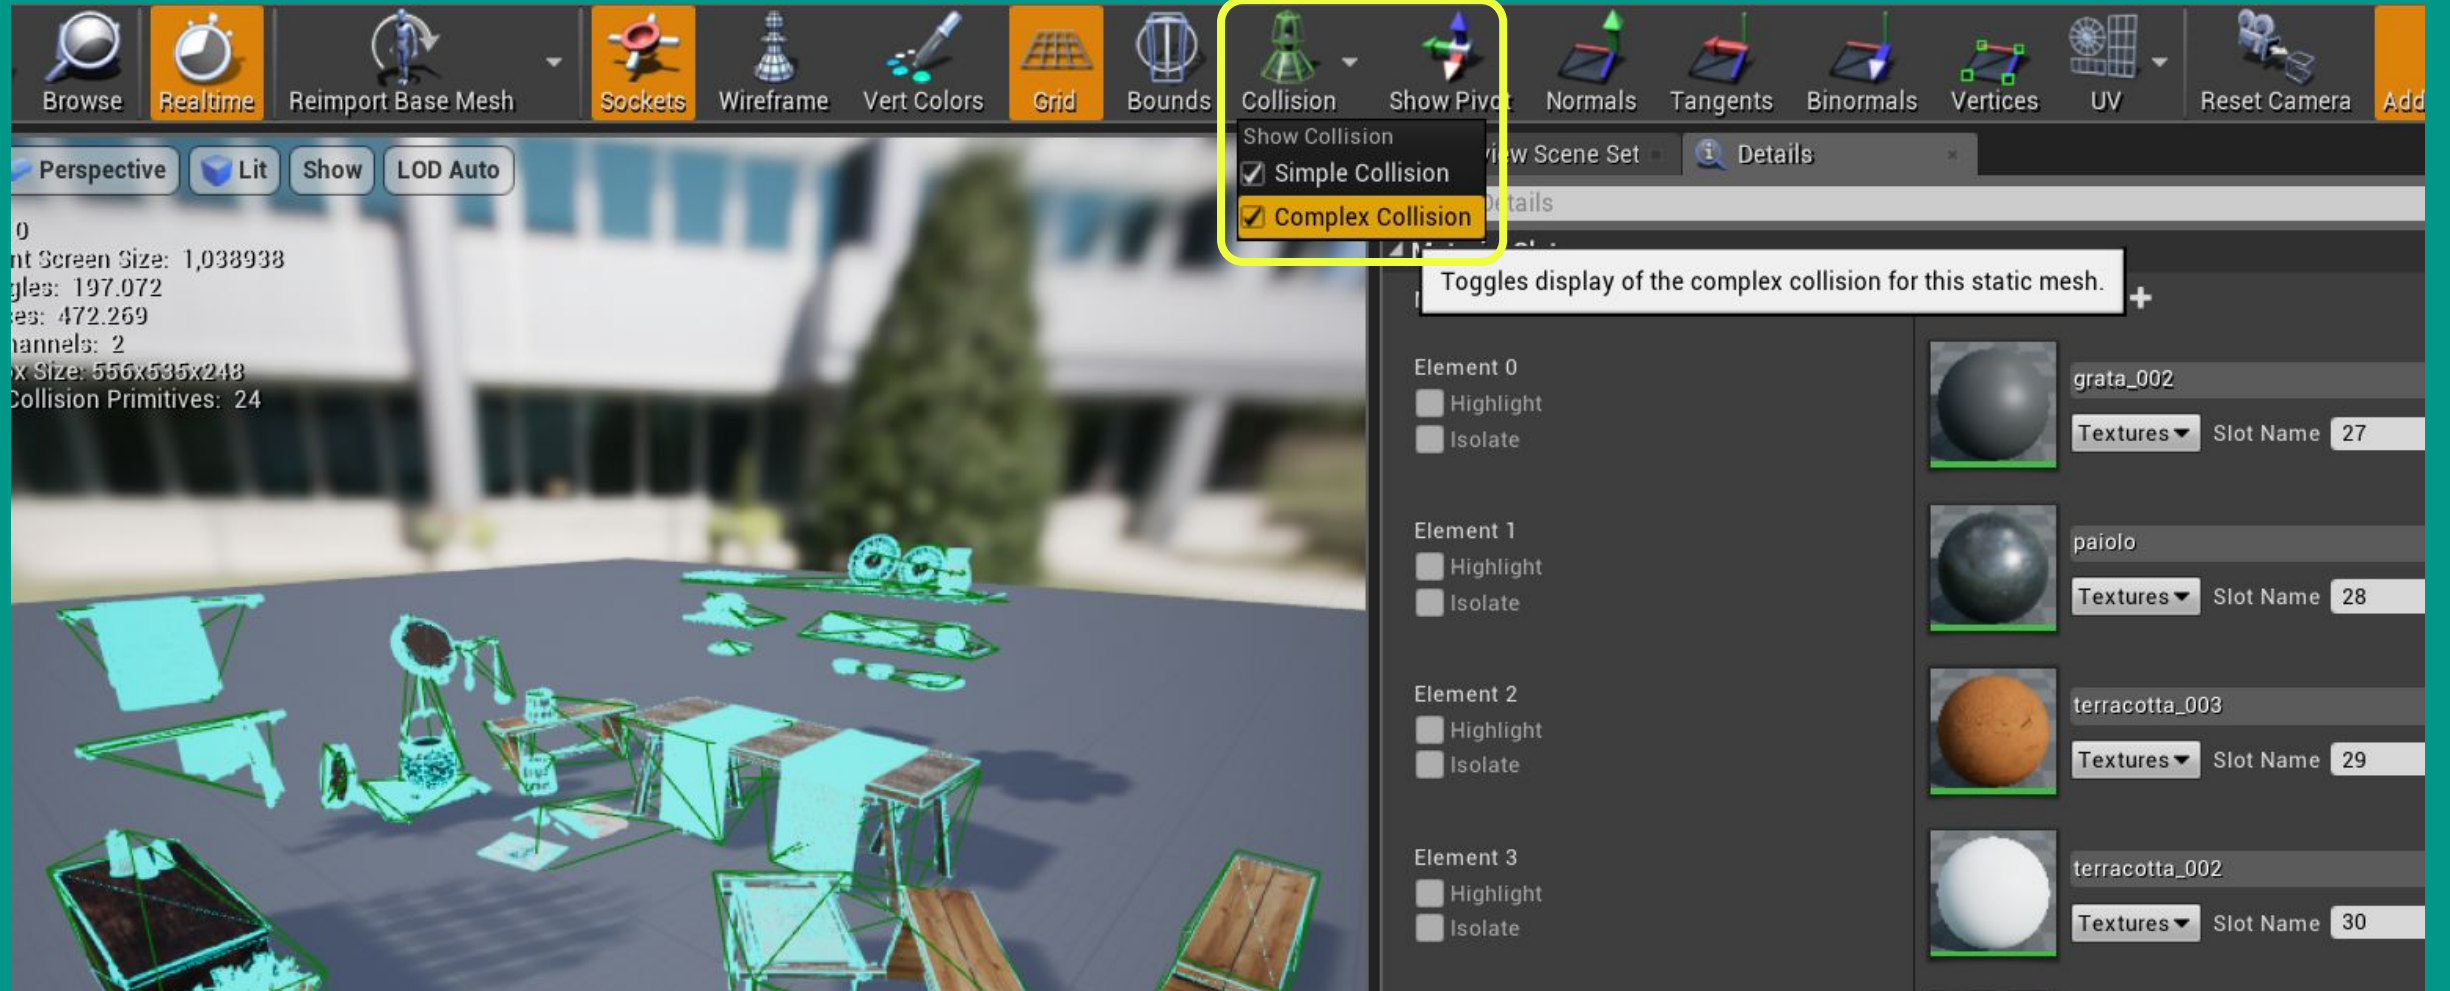 Browse
Realtime
Reimport Base Mesh
Sockets
Wireframe
Vert Colors
Grid
Bounds
Collision
Show Pivot
Normals
Tangents
Binormals
Vertices
UV
Reset Camera
Add
Show Collision
Simple Collision
Complex Collision
Toggles display of the complex collision for this static mesh.
Perspective
Lit
Show
LOD Auto
0
nt Screen Size: 1,038938
gles: 197.072
es: 472.269
hannels: 2
x Size: 556x535x248
Collision Primitives: 24
iew Scene Set
Details
Details
Element 0
Highlight
Isolate
grata_002
Textures
Slot Name 27
Element 1
Highlight
Isolate
paiolo
Textures
Slot Name 28
Element 2
Highlight
Isolate
terracotta_003
Textures
Slot Name 29
Element 3
Highlight
Isolate
terracotta_002
Textures
Slot Name 30